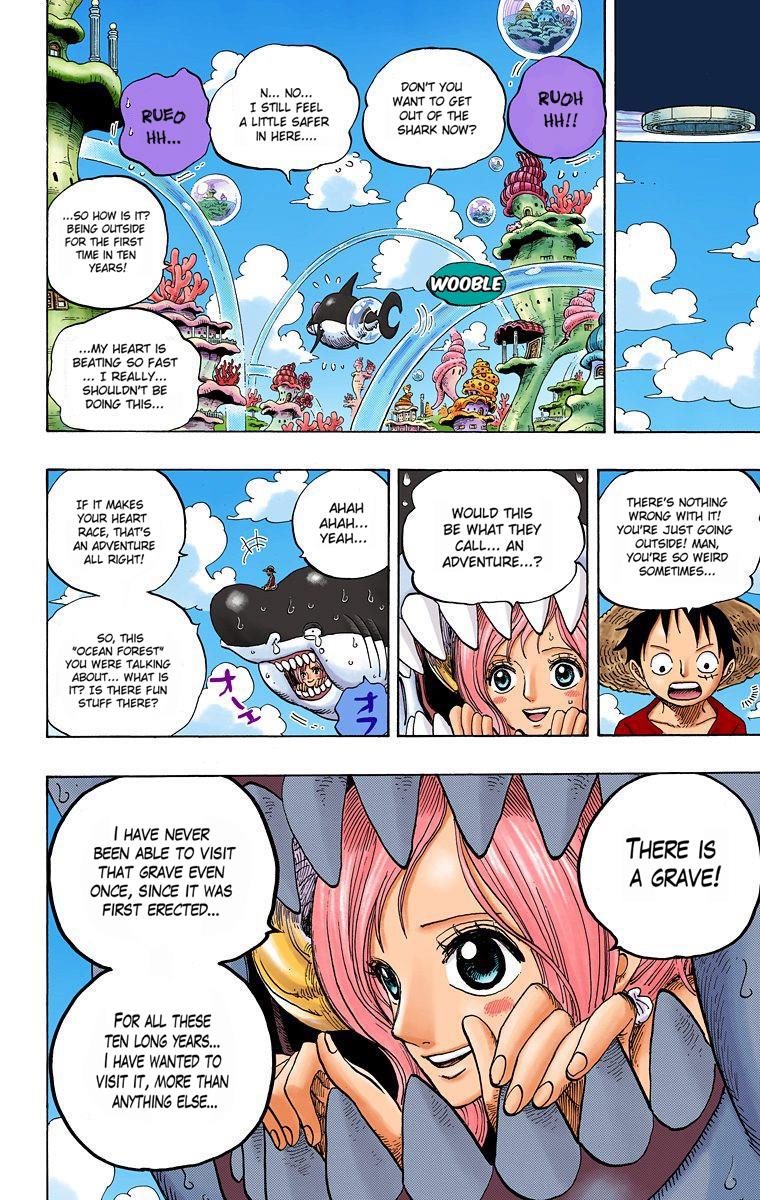 RUOH
HH!!
DON'T YOU
WANT TO GET
OUT OF THE
SHARK NOW?
N... NO...
I STILL FEEL
A LITTLE SAFER
IN HERE....
RUEO
HH...
...SO HOW IS IT?
BEING OUTSIDE
FOR THE FIRST
TIME IN TEN
YEARS!
WOOBLE
...MY HEART IS
BEATING SO FAST
... I REALLY...
SHOULDN'T BE
DOING THIS...
THERE'S NOTHING
WRONG WITH IT!
YOU'RE JUST GOING
OUTSIDE! MAN,
YOU'RE SO WEIRD
SOMETIMES...
WOULD THIS
BE WHAT THEY
CALL... AN
ADVENTURE...?
AHAH
AHAH...
YEAH...
IF IT MAKES
YOUR HEART
RACE, THAT'S
AN ADVENTURE
ALL RIGHT!
SO, THIS
"OCEAN FOREST"
YOU WERE TALKING
ABOUT... WHAT IS
IT? IS THERE FUN
STUFF THERE?
オフ
オーェ
THERE IS
A GRAVE!
I HAVE NEVER
BEEN ABLE TO VISIT
THAT GRAVE EVEN
ONCE, SINCE IT WAS
FIRST ERECTED...
FOR ALL THESE
TEN LONG YEARS...
I HAVE WANTED TO
VISIT IT, MORE THAN
ANYTHING ELSE...